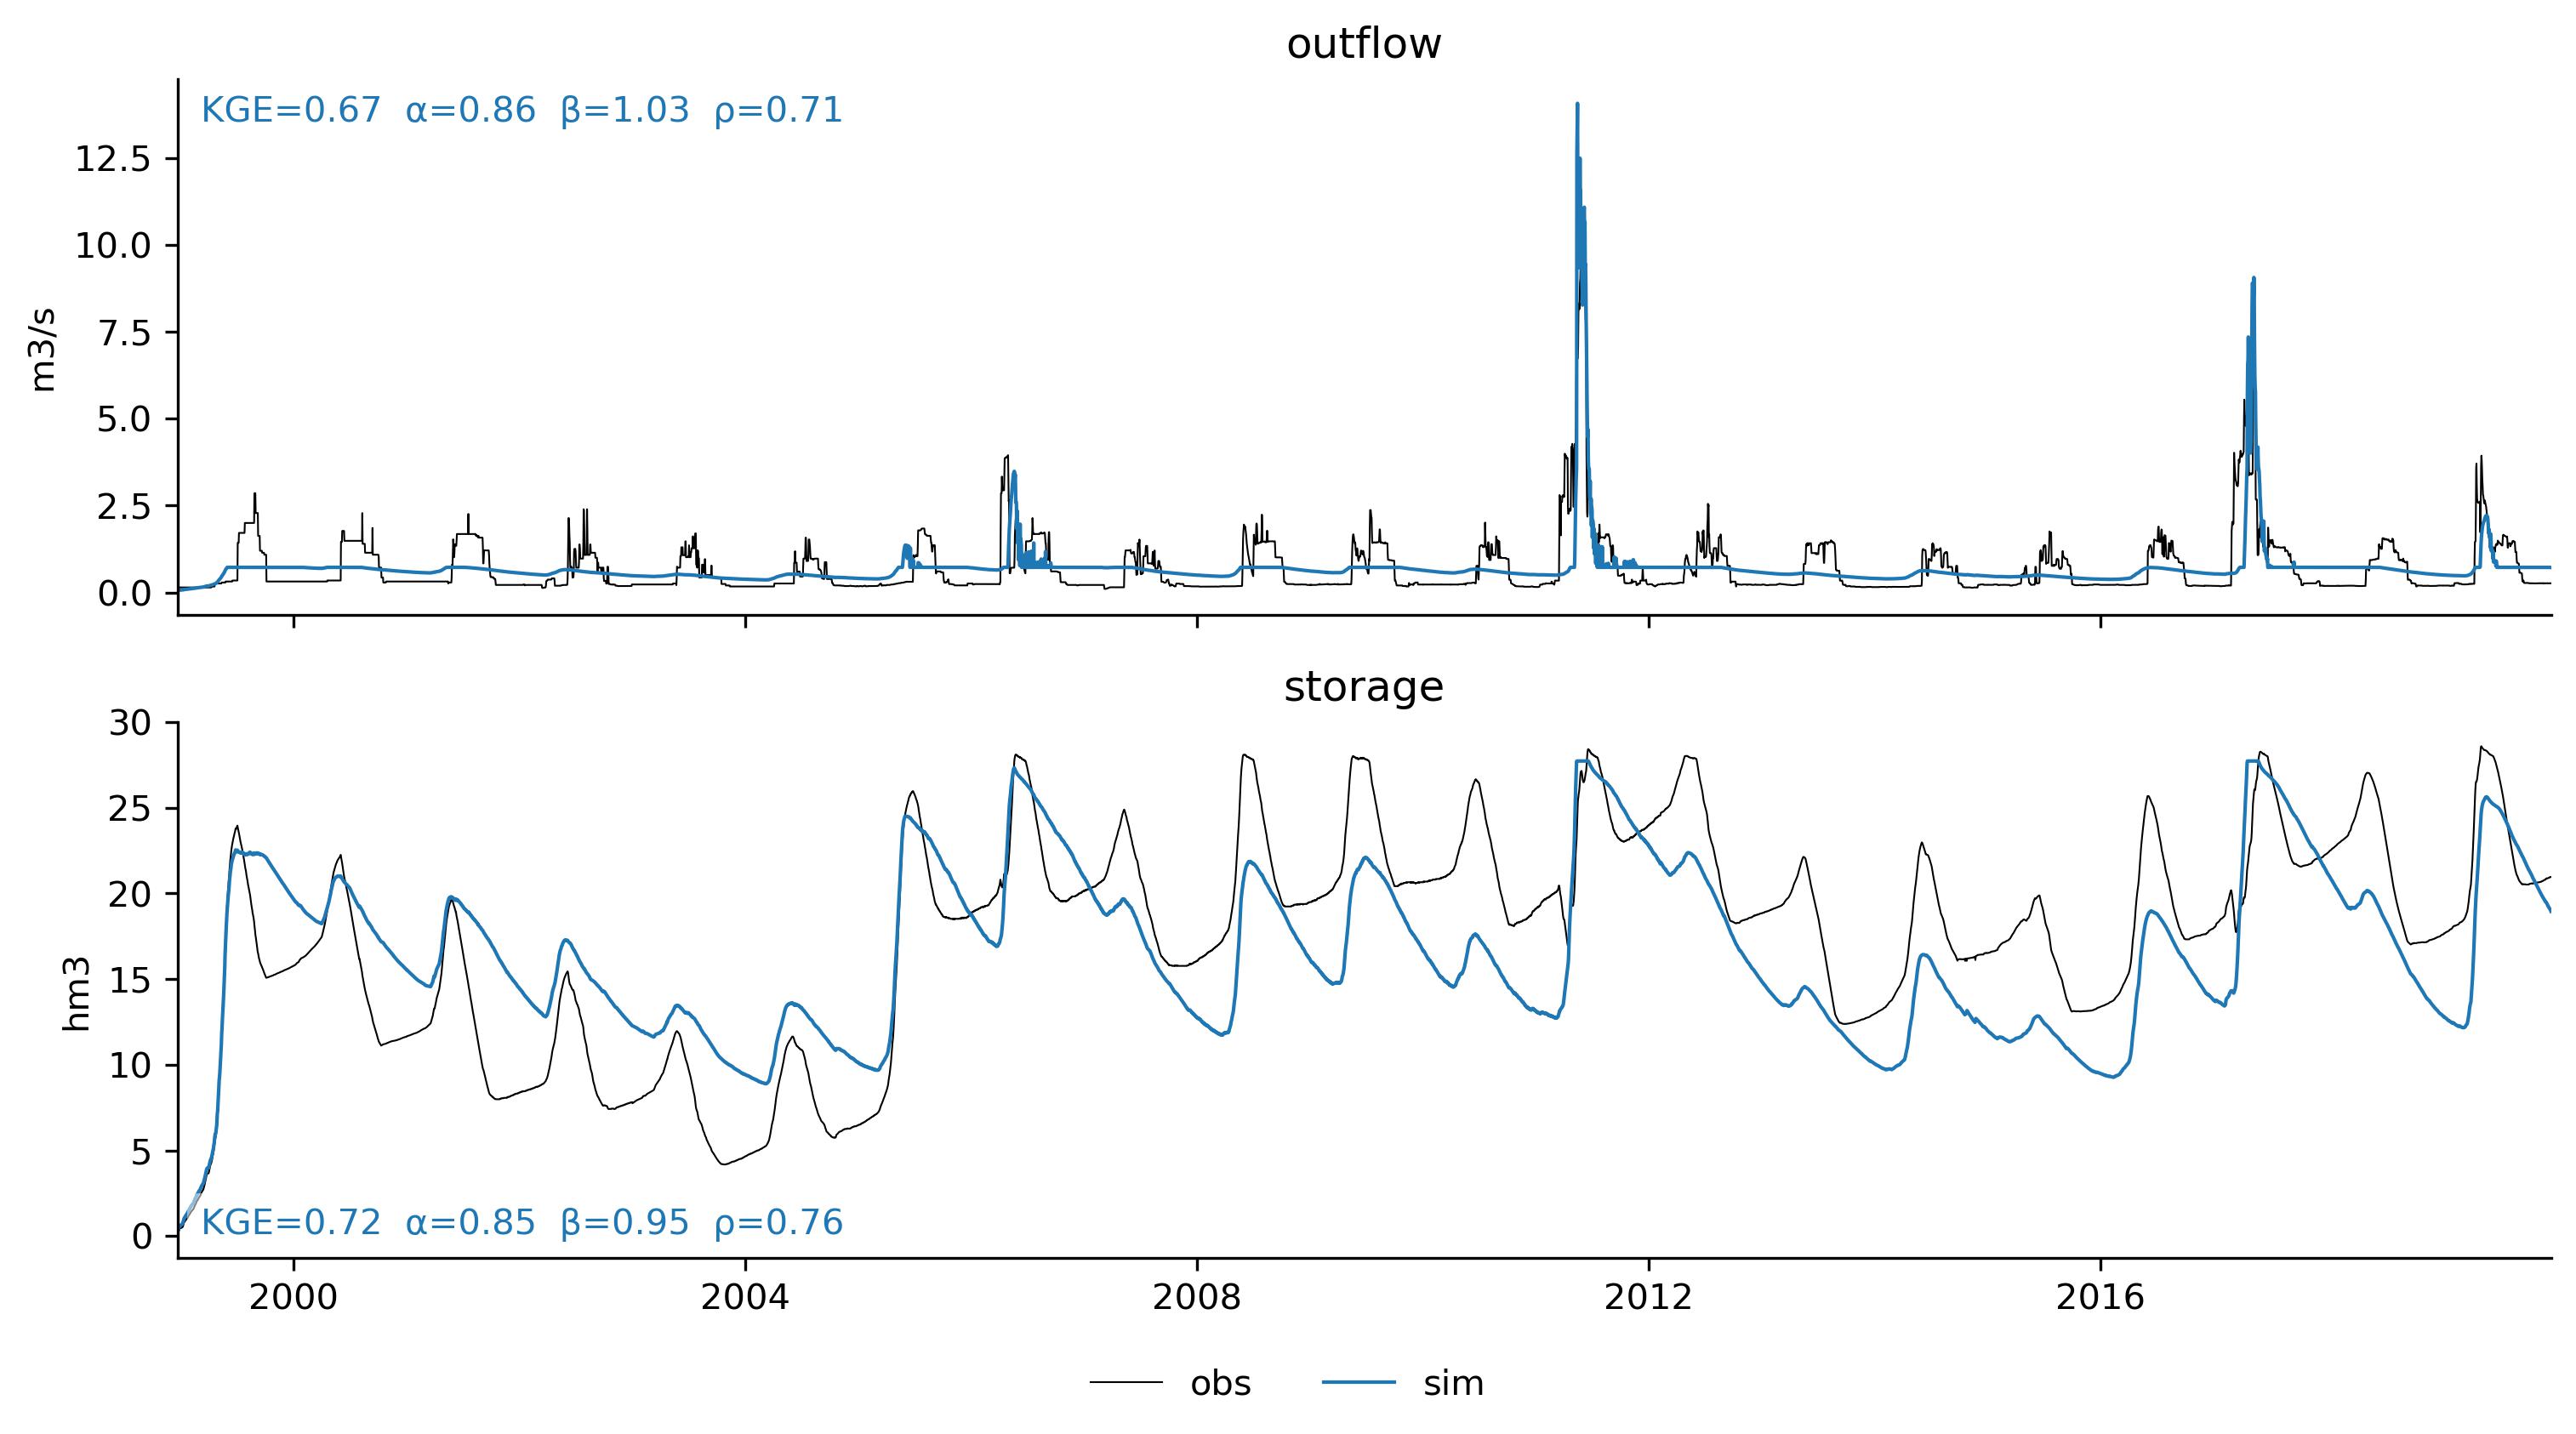 outflow
KGE=0.67 α=0.86 β=1.03 ρ=0.71
12.5
10.0
7.5
5.0
2.5
0.0
m3/s
storage
30
25
20
15
10
5
0
hm3
KGE=0.72 α=0.85 β=0.95 ρ=0.76
2000 2004 2008 2012 2016
obs sim